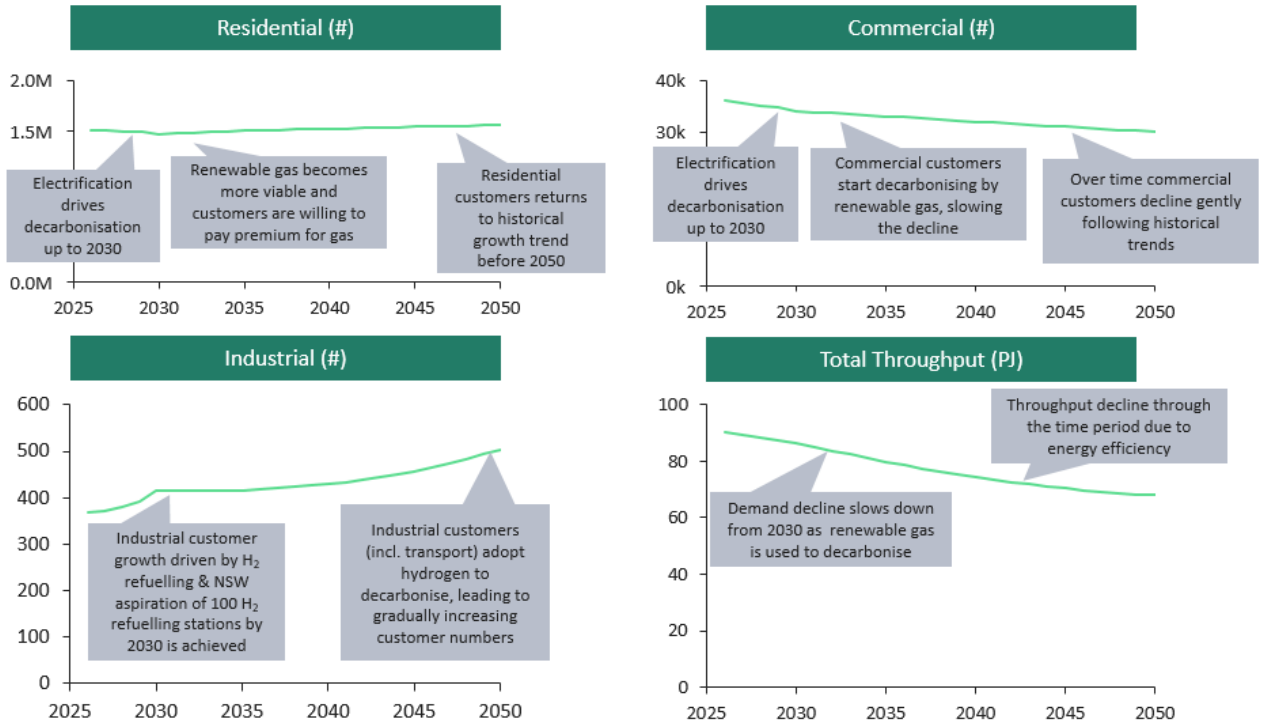 Residential (#)
2.0M
1.5M
0.0M
Electrification
drives
decarbonisation
up to 2030
Renewable gas becomes
more viable and
customers are willing to
pay premium for gas
Residential
customers returns
to historical
growth trend
before 2050
2025 2030 2035 2040 2045 2050
Commercial (#)
40k
30k
0k
Electrification
drives
decarbonisation
up to 2030
Commercial customers
start decarbonising by
renewable gas, slowing
the decline
Over time commercial
customers decline gently
following historical
trends
2025 2030 2035 2040 2045 2050
Industrial (#)
600
500
400
300
200
100
0
Industrial customer
growth driven by H₂
refuelling & NSW
aspiration of 100 H₂
refuelling stations by
2030 is achieved
Industrial customers
(incl. transport) adopt
hydrogen to
decarbonise, leading to
gradually increasing
customer numbers
2025 2030 2035 2040 2045 2050
Total Throughput (PJ)
100
80
60
40
20
0
Demand decline slows down
from 2030 as renewable gas
is used to decarbonise
Throughput decline through
the time period due to
energy efficiency
2025 2030 2035 2040 2045 2050